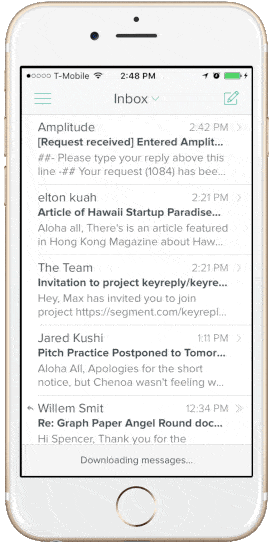 T-Mobile 2:48 PM
Inbox
Amplitude 2:42 PM
[Request received] Entered Amplit...
##- Please type your reply above this
line -## Your request (1084) has bee...
elton kuah 2:21 PM
Article of Hawaii Startup Paradise...
Aloha all, There's is an article featured
in Hong Kong Magazine about Haw...
The Team 2:21 PM
Invitation to project keyreply/keyre...
Hey, Max has invited you to join
project https://segment.com/keyrepl...
Jared Kushi 1:11 PM
Pitch Practice Postponed to Tomor...
Aloha All, Apologies for the short
notice, but Chenoa wasn't feeling w...
Willem Smit 12:34 PM
Re: Graph Paper Angel Round doc...
Hi Spencer, Thank you for the
Downloading messages...